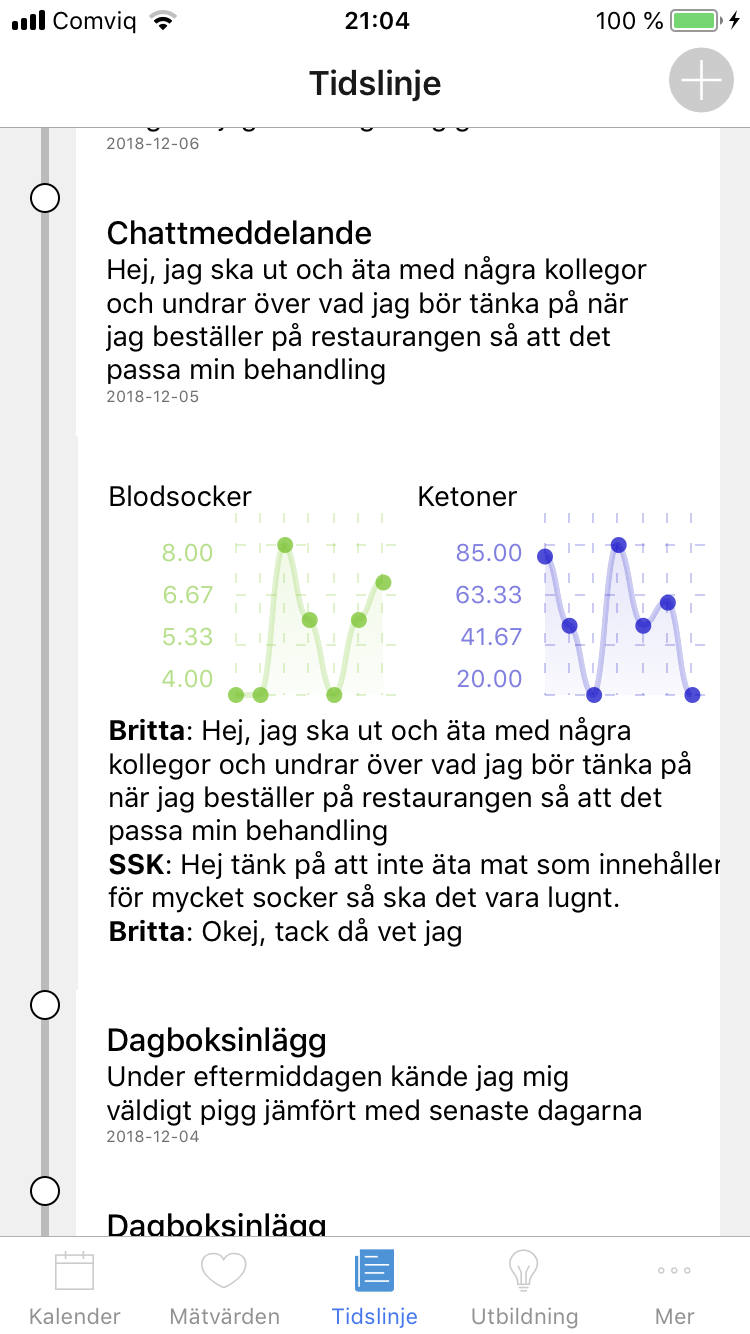 Comviq 21:04 100 %
Tidslinje
2018-12-06
Chattmeddelande
Hej, jag ska ut och äta med några kollegor
och undrar över vad jag bör tänka på när
jag beställer på restaurangen så att det
passa min behandling
2018-12-05
Blodsocker Ketoner
8.00 85.00
6.67 63.33
5.33 41.67
4.00 20.00
Britta: Hej, jag ska ut och äta med några
kollegor och undrar över vad jag bör tänka på
när jag beställer på restaurangen så att det
passa min behandling
SSK: Hej tänk på att inte äta mat som innehåller
för mycket socker så ska det vara lugnt.
Britta: Okej, tack då vet jag
Dagboksinlägg
Under eftermiddagen kände jag mig
väldigt pigg jämfört med senaste dagarna
2018-12-04
Dagboksinlägg
Kalender Mätvärden Tidslinje Utbildning Mer